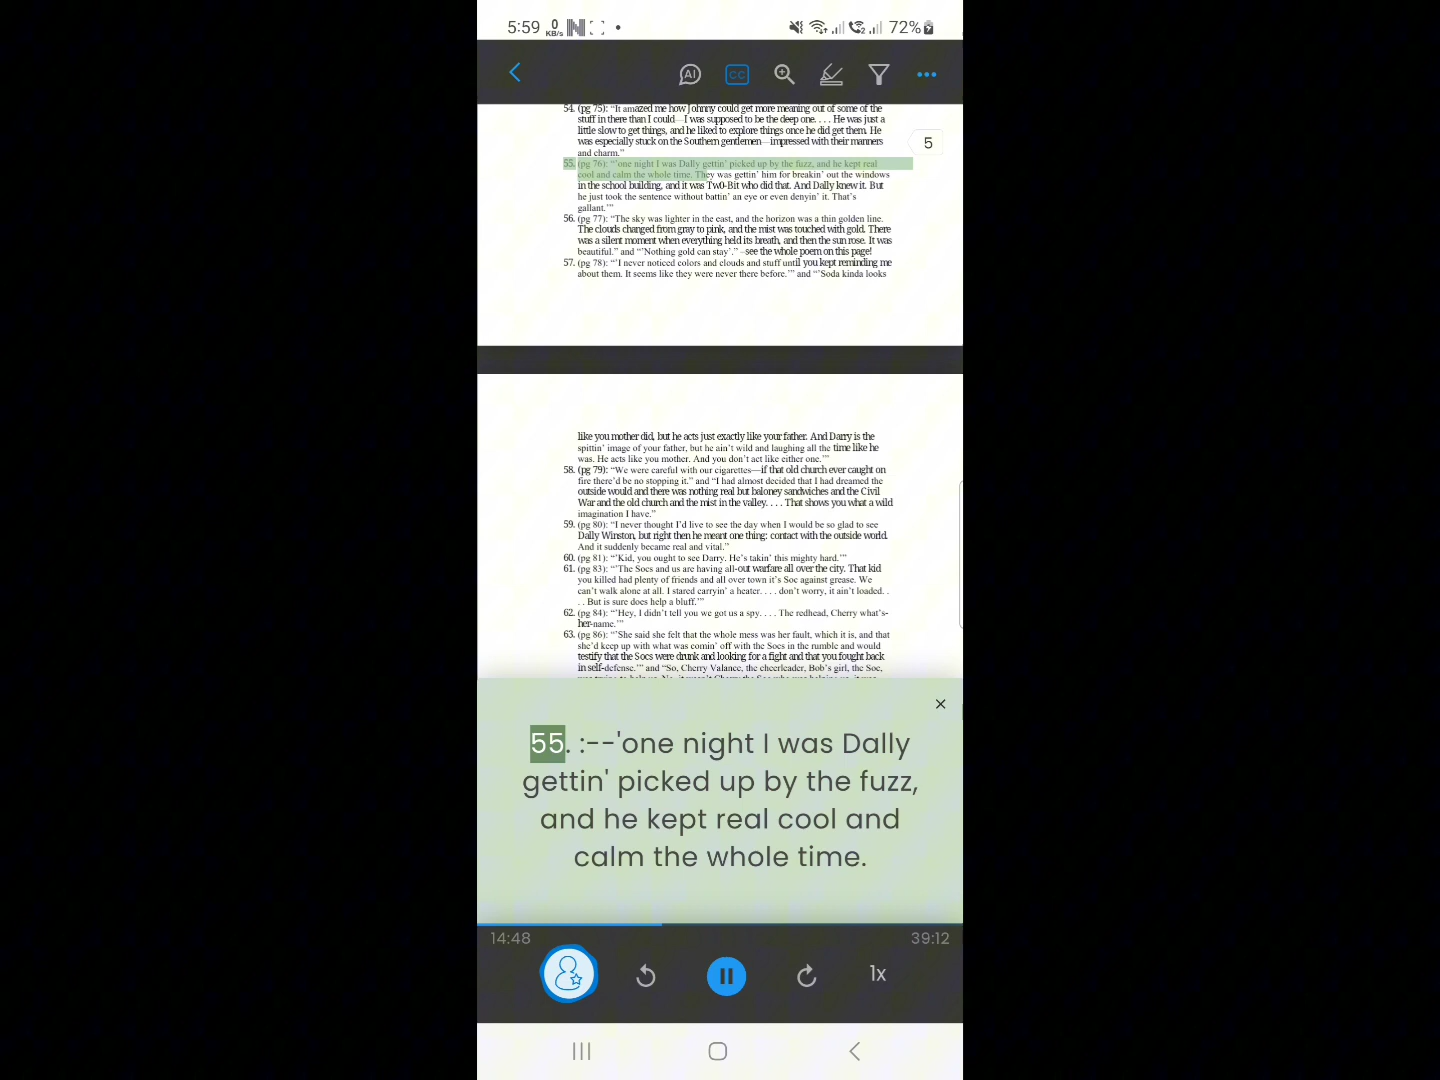 5:59 0 KB/s 72%
AI CC
54. (pg 75): “It amazed me how Johnny could get more meaning out of some of the
stuff in there than I could—I was supposed to be the deep one. . . . He was just a
little slow to get things, and he liked to explore things once he did get them. He
was especially stuck on the Southern gentlemen—impressed with their manners
and charm.”
5
55. (pg 76): “‘one night I was Dally gettin’ picked up by the fuzz, and he kept real
cool and calm the whole time. They was gettin’ him for breakin’ out the windows
in the school building, and it was Tw0-Bit who did that. And Dally knew it. But
he just took the sentence without battin’ an eye or even denyin’ it. That’s
gallant.’”
56. (pg 77): “The sky was lighter in the east, and the horizon was a thin golden line.
The clouds changed from gray to pink, and the mist was touched with gold. There
was a silent moment when everything held its breath, and then the sun rose. It was
beautiful.” and “‘Nothing gold can stay’.” –see the whole poem on this page!
57. (pg 78): “‘I never noticed colors and clouds and stuff until you kept reminding me
about them. It seems like they were never there before.’” and “‘Soda kinda looks
like you mother did, but he acts just exactly like your father. And Darry is the
spittin’ image of your father, but he ain’t wild and laughing all the time like he
was. He acts like you mother. And you don’t act like either one.’”
58. (pg 79): “We were careful with our cigarettes—if that old church ever caught on
fire there’d be no stopping it.” and “I had almost decided that I had dreamed the
outside would and there was nothing real but baloney sandwiches and the Civil
War and the old church and the mist in the valley. . . . That shows you what a wild
imagination I have.”
59. (pg 80): “I never thought I’d live to see the day when I would be so glad to see
Dally Winston, but right then he meant one thing: contact with the outside world.
And it suddenly became real and vital.”
60. (pg 81): “‘Kid, you ought to see Darry. He’s takin’ this mighty hard.’”
61. (pg 83): “‘The Socs and us are having all-out warfare all over the city. That kid
you killed had plenty of friends and all over town it’s Soc against grease. We
can’t walk alone at all. I stared carryin’ a heater. . . . don’t worry, it ain’t loaded. .
. . But is sure does help a bluff.’”
62. (pg 84): “‘Hey, I didn’t tell you we got us a spy. . . . The redhead, Cherry what’s-
her-name.’”
63. (pg 86): “‘She said she felt that the whole mess was her fault, which it is, and that
she’d keep up with what was comin’ off with the Socs in the rumble and would
testify that the Socs were drunk and looking for a fight and that you fought back
in self-defense.’” and “So, Cherry Valance, the cheerleader, Bob’s girl, the Soc,
55. :--'one night I was Dally
gettin' picked up by the fuzz,
and he kept real cool and
calm the whole time.
14:48 39:12
1x